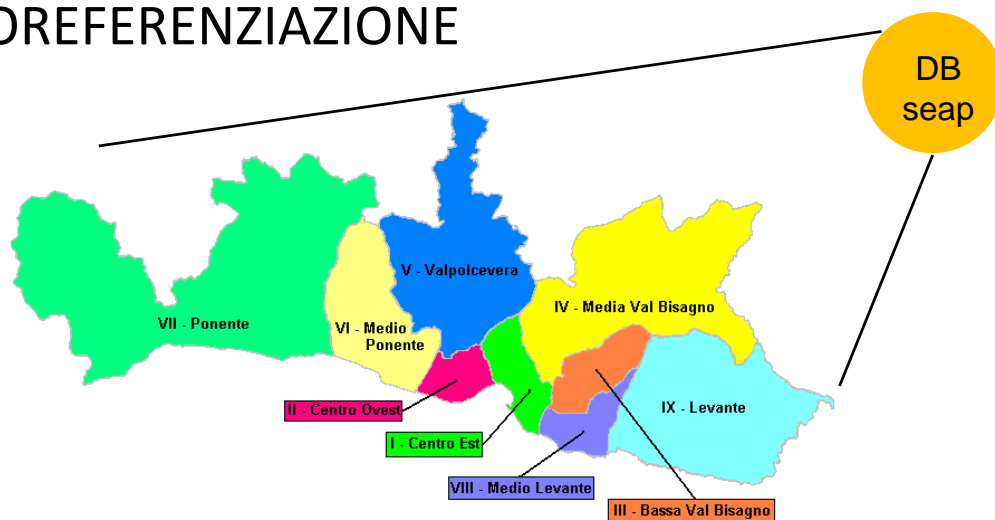 OREFERENZIAZIONE
DB
seap
V - Valpolcevera
IV - Media Val Bisagno
VII - Ponente
VI - Medio
Ponente
IX - Levante
II - Centro Ovest
I - Centro Est
VIII - Medio Levante
III - Bassa Val Bisagno